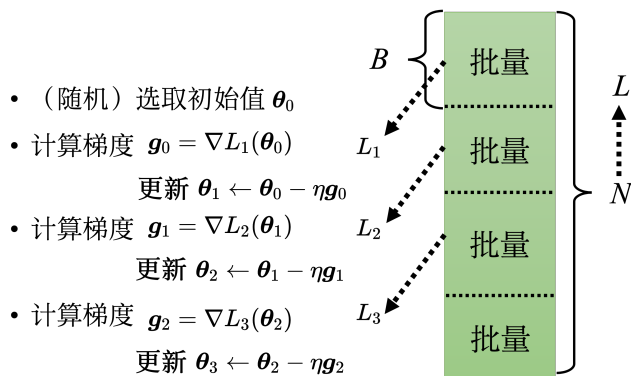 • （随机）选取初始值 θ₀
• 计算梯度 g₀ = ∇L₁(θ₀)
更新 θ₁ ← θ₀ − ηg₀
• 计算梯度 g₁ = ∇L₂(θ₁)
更新 θ₂ ← θ₁ − ηg₁
• 计算梯度 g₂ = ∇L₃(θ₂)
更新 θ₃ ← θ₂ − ηg₂
B
L₁
L₂
L₃
批量
批量
批量
批量
L
N